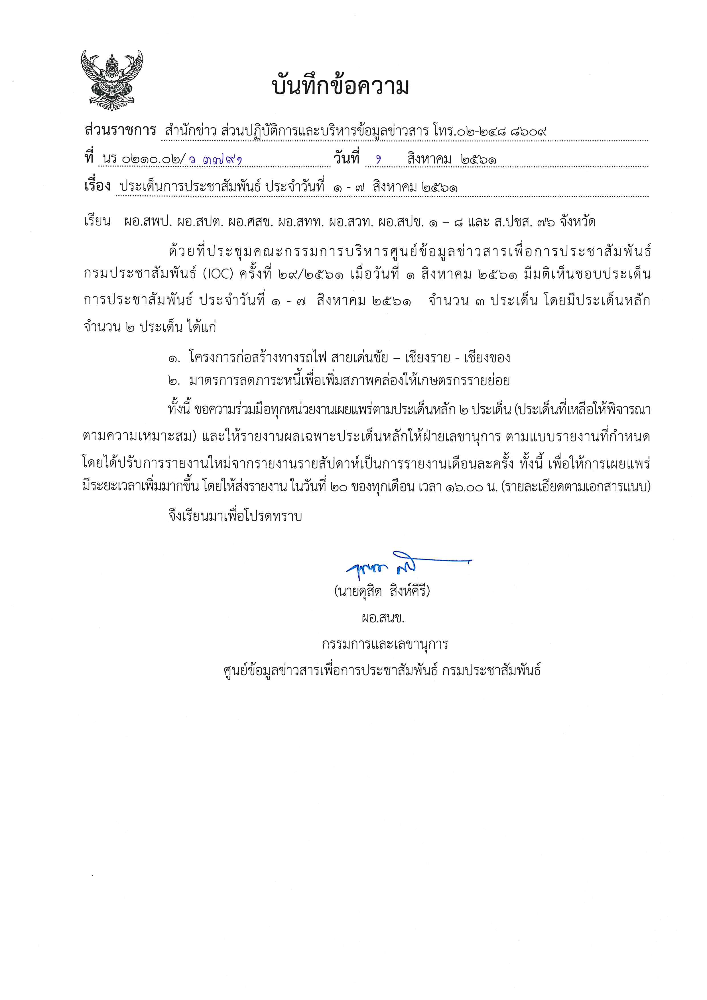 บันทึกข้อความ
ส่วนราชการ สำนักข่าว ส่วนปฏิบัติการและบริหารข้อมูลข่าวสาร โทร.๐๒-๒๔๘ ๘๖๐๙
ที่ นร ๐๒๑๐.๐๒/ ว ๓๗๙๑ วันที่ ๑ สิงหาคม ๒๕๖๑
เรื่อง ประเด็นการประชาสัมพันธ์ ประจำวันที่ ๑ - ๗ สิงหาคม ๒๕๖๑
เรียน ผอ.สพป. ผอ.สปต. ผอ.ศสช. ผอ.สทท. ผอ.สวท. ผอ.สปข. ๑ – ๘ และ ส.ปชส. ๗๖ จังหวัด
ด้วยที่ประชุมคณะกรรมการบริหารศูนย์ข้อมูลข่าวสารเพื่อการประชาสัมพันธ์
กรมประชาสัมพันธ์ (IOC) ครั้งที่ ๒๙/๒๕๖๑ เมื่อวันที่ ๑ สิงหาคม ๒๕๖๑ มีมติเห็นชอบประเด็น
การประชาสัมพันธ์ ประจำวันที่ ๑ - ๗ สิงหาคม ๒๕๖๑ จำนวน ๓ ประเด็น โดยมีประเด็นหลัก
จำนวน ๒ ประเด็น ได้แก่
๑. โครงการก่อสร้างทางรถไฟ สายเด่นชัย – เชียงราย - เชียงของ
๒. มาตรการลดภาระหนี้เพื่อเพิ่มสภาพคล่องให้เกษตรกรรายย่อย
ทั้งนี้ ขอความร่วมมือทุกหน่วยงานเผยแพร่ตามประเด็นหลัก ๒ ประเด็น (ประเด็นที่เหลือให้พิจารณา
ตามความเหมาะสม) และให้รายงานผลเฉพาะประเด็นหลักให้ฝ่ายเลขานุการ ตามแบบรายงานที่กำหนด
โดยได้ปรับการรายงานใหม่จากรายงานรายสัปดาห์เป็นการรายงานเดือนละครั้ง ทั้งนี้ เพื่อให้การเผยแพร่
มีระยะเวลาเพิ่มมากขึ้น โดยให้ส่งรายงาน ในวันที่ ๒๐ ของทุกเดือน เวลา ๑๖.๐๐ น. (รายละเอียดตามเอกสารแนบ)
จึงเรียนมาเพื่อโปรดทราบ
(นายดุสิต สิงห์คีรี)
ผอ.สนข.
กรรมการและเลขานุการ
ศูนย์ข้อมูลข่าวสารเพื่อการประชาสัมพันธ์ กรมประชาสัมพันธ์